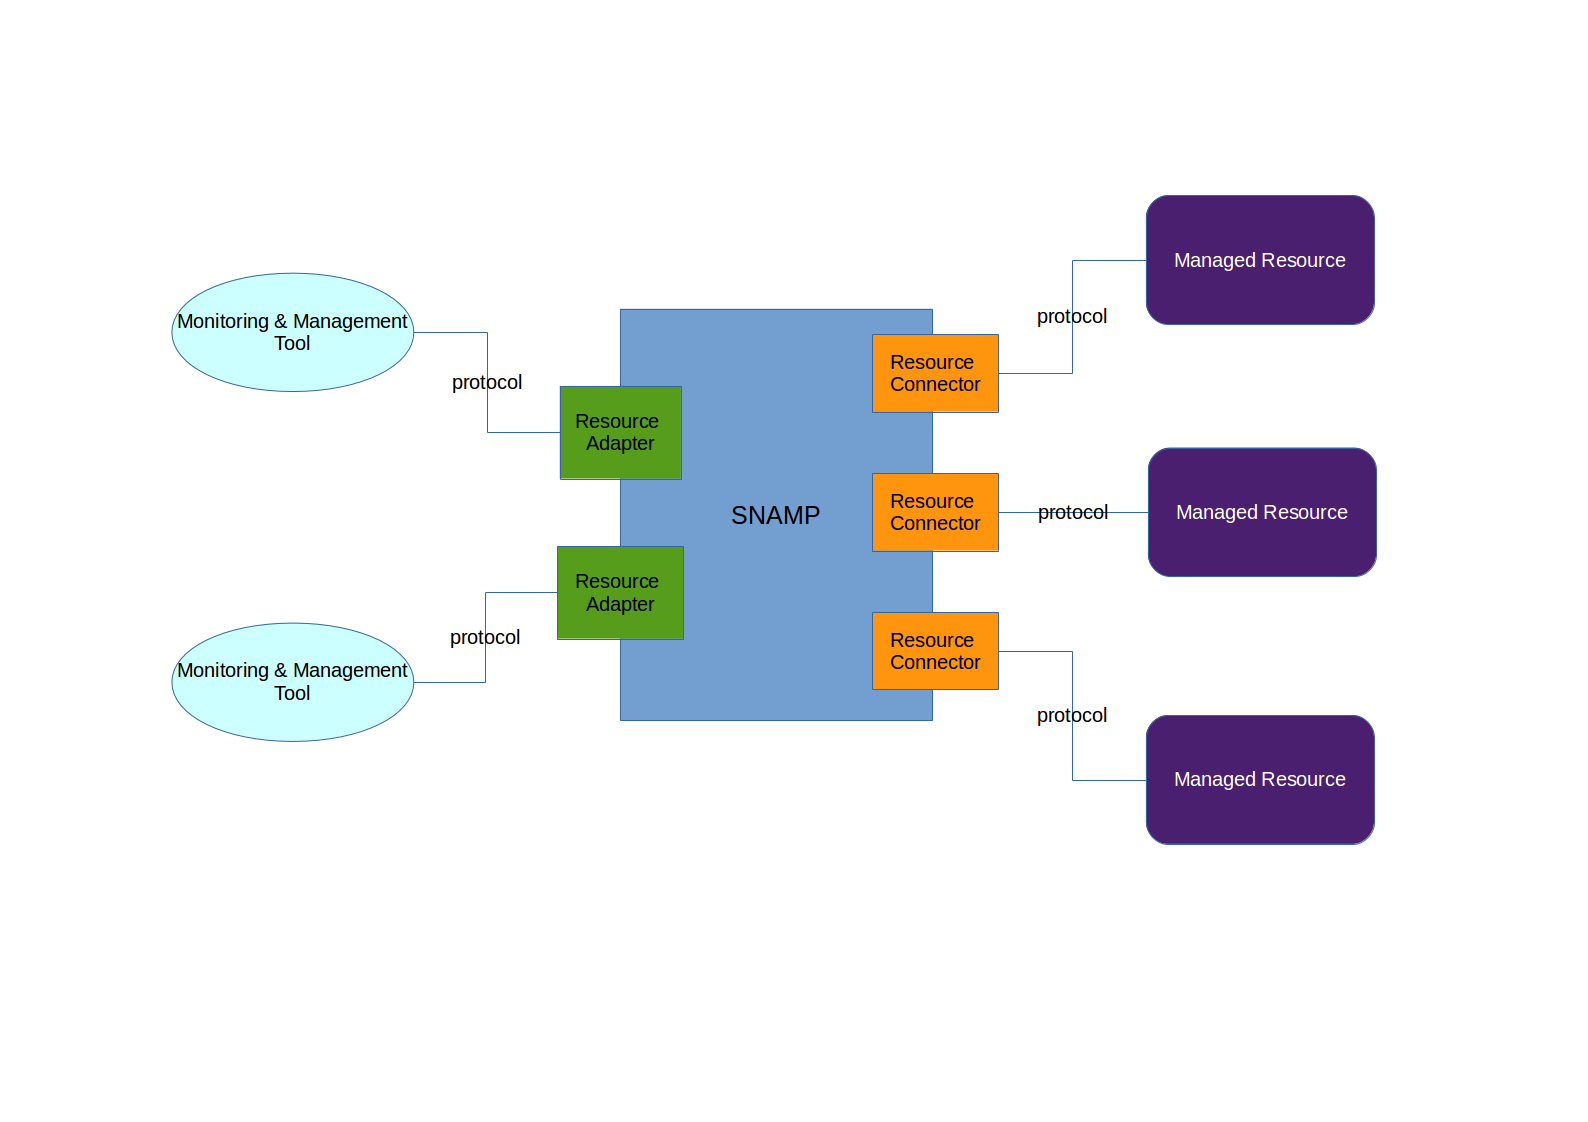 Monitoring & Management
Tool
protocol
Resource
Adapter
Monitoring & Management
Tool
protocol
Resource
Adapter
SNAMP
Resource
Connector
protocol
Managed Resource
Resource
Connector
protocol
Managed Resource
Resource
Connector
protocol
Managed Resource